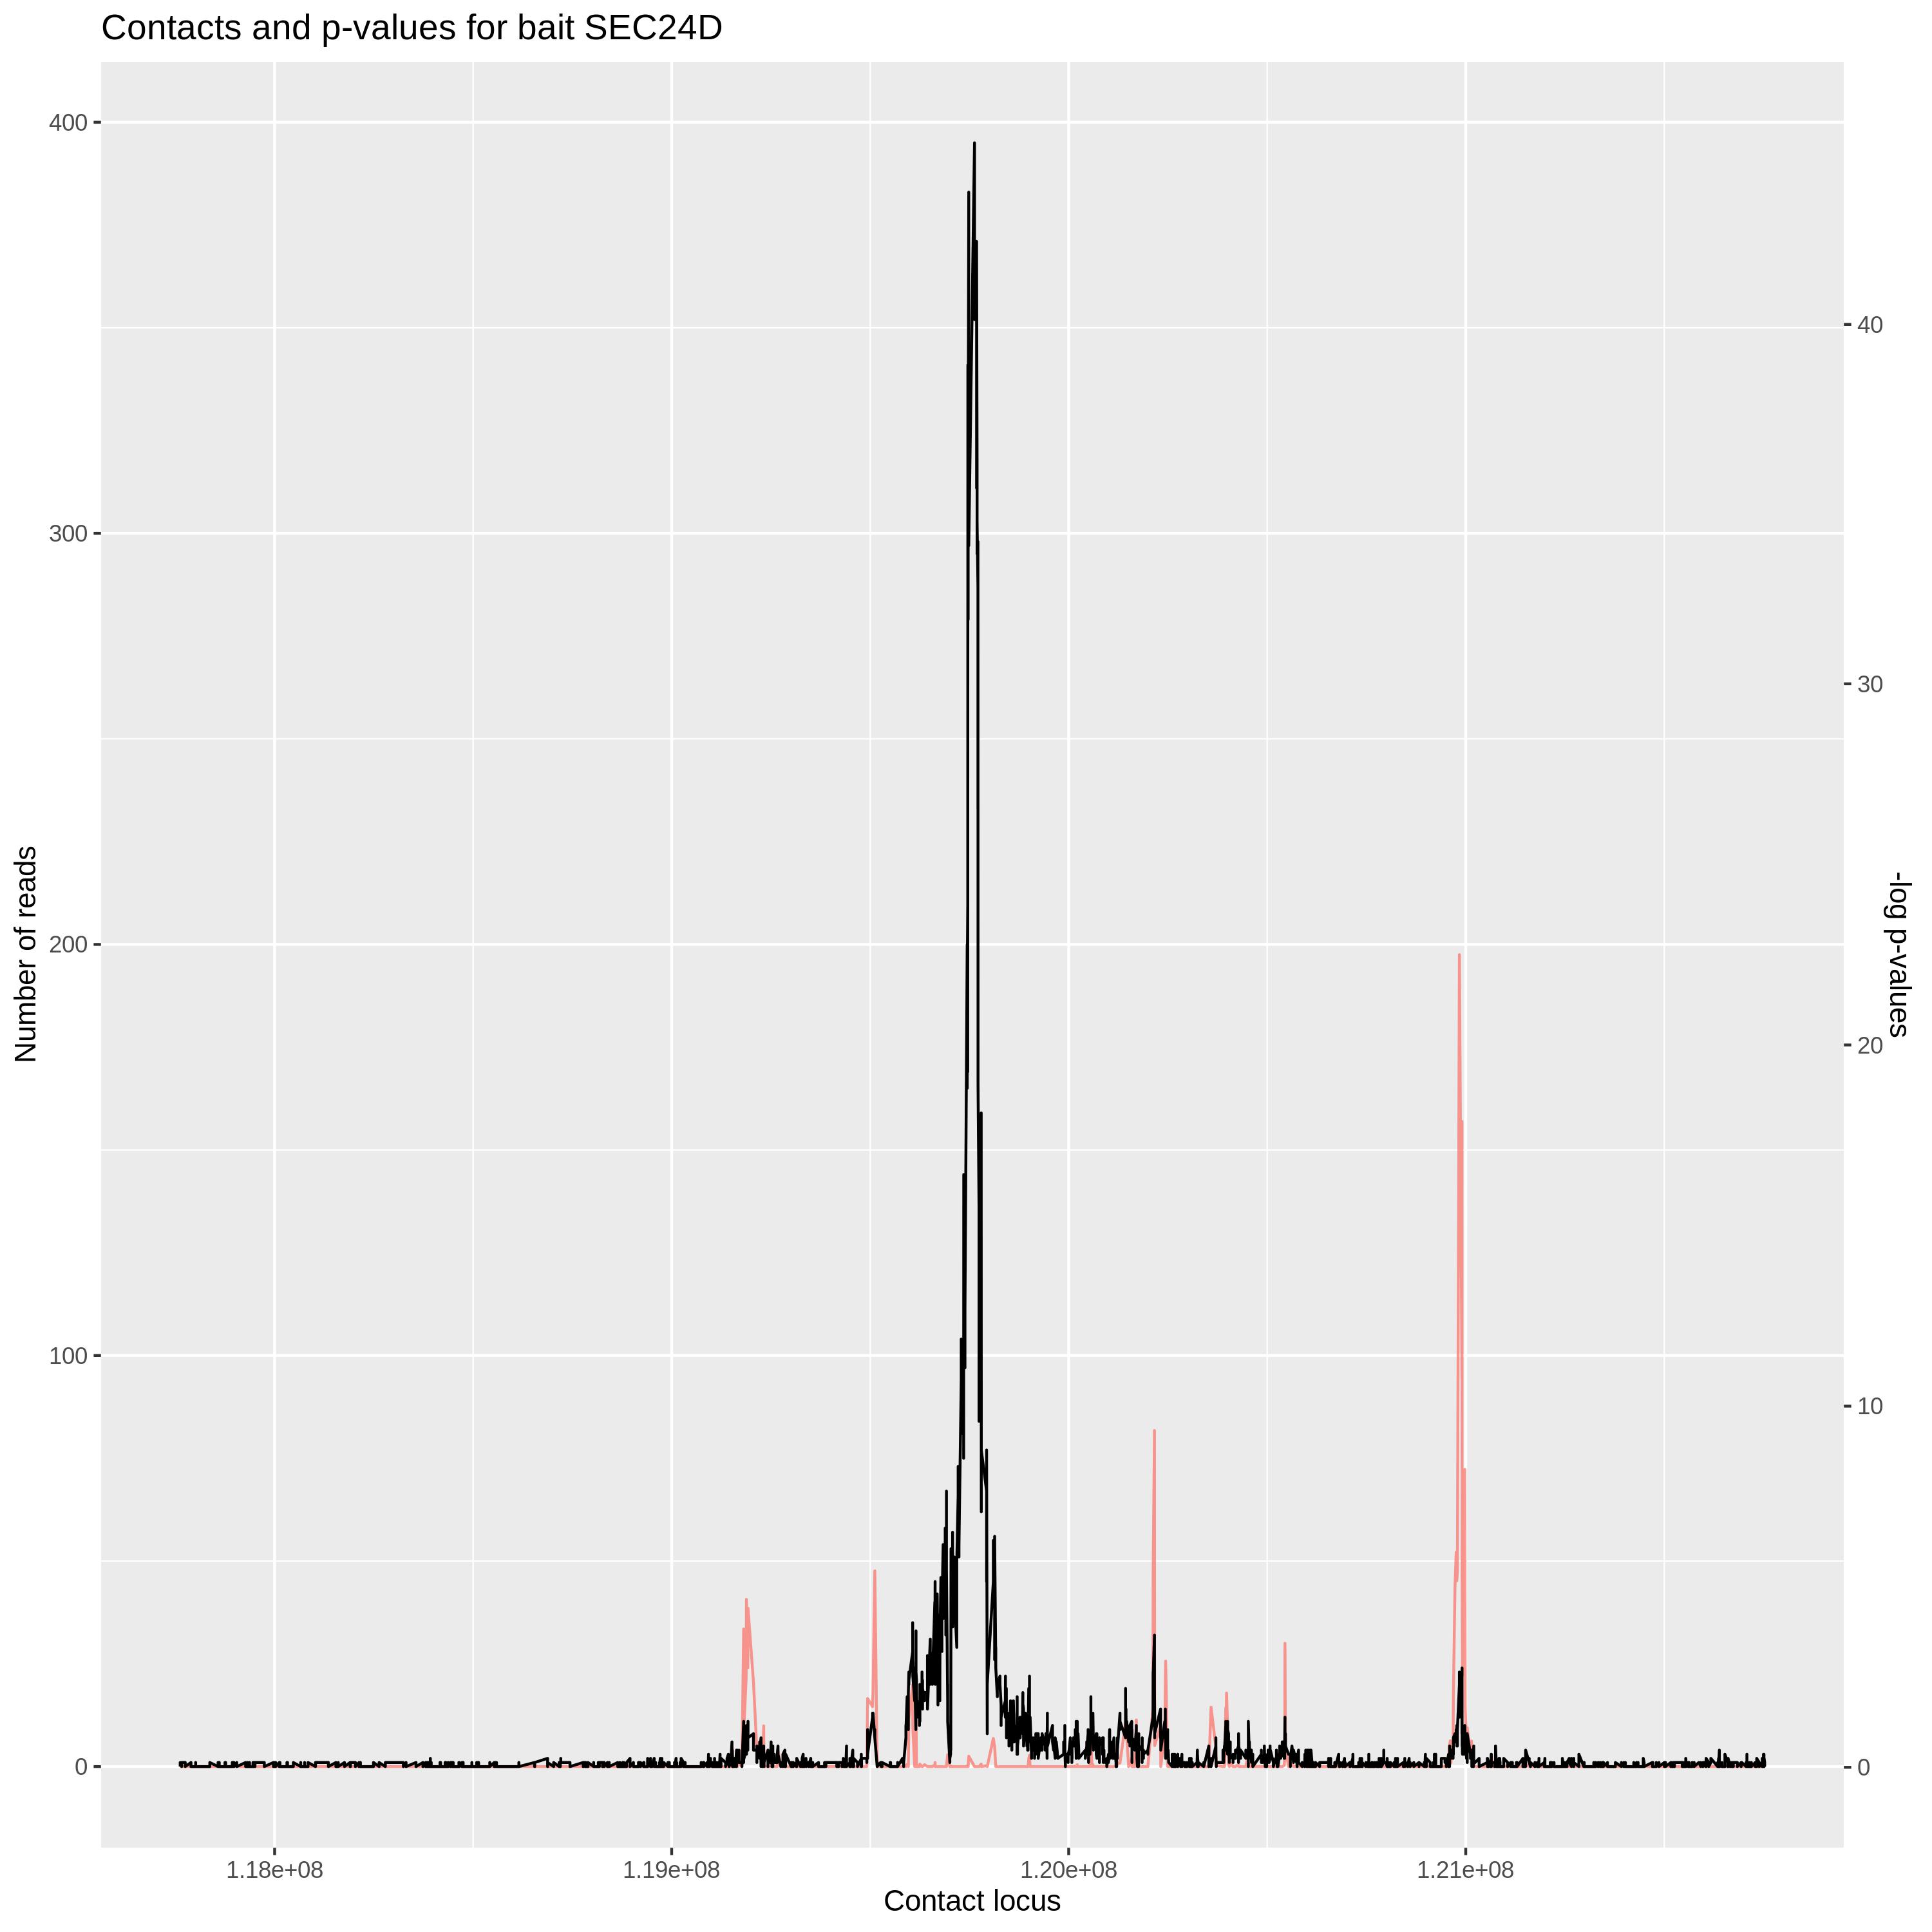 Contacts and p-values for bait SEC24D
400
300
200
100
0
Number of reads
40
30
20
10
0
-log p-values
1.18e+08 1.19e+08 1.20e+08 1.21e+08
Contact locus